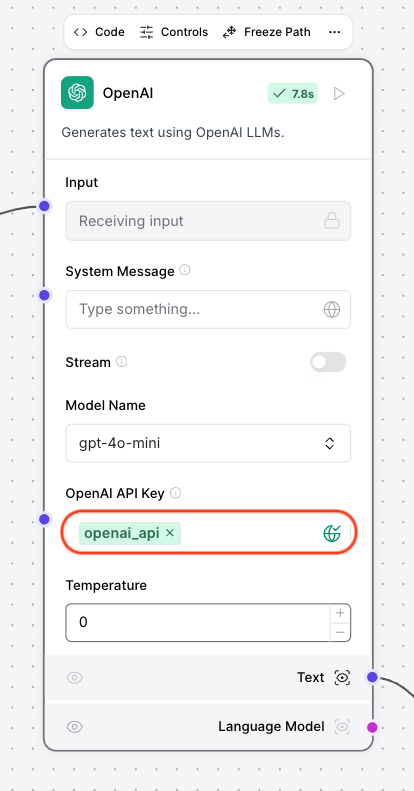 Code Controls Freeze Path ...
OpenAI
7.8s
Generates text using OpenAI LLMs.
Input
Receiving input
System Message
Type something...
Stream
Model Name
gpt-4o-mini
OpenAI API Key
openai_api ×
Temperature
0
Text
Language Model